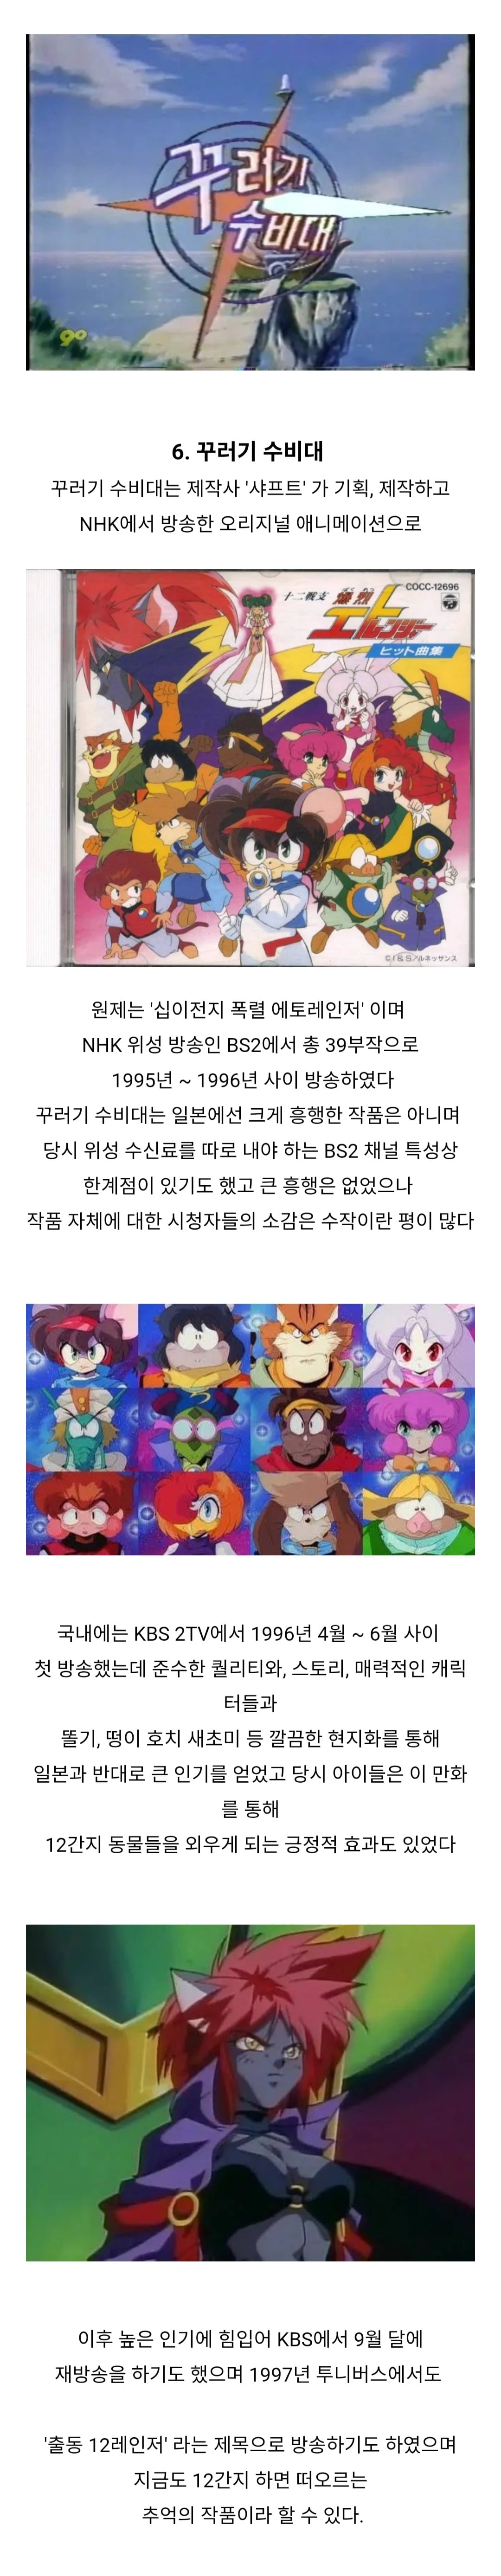 꾸러기
수비대
90
6. 꾸러기 수비대
꾸러기 수비대는 제작사 '샤프트' 가 기획, 제작하고
NHK에서 방송한 오리지널 애니메이션으로
COCC-12696
十二戦支 爆烈
エトレンジャー
ヒット曲集
© I & S/ルネッサンス
원제는 '십이전지 폭렬 에토레인저' 이며
NHK 위성 방송인 BS2에서 총 39부작으로
1995년 ~ 1996년 사이 방송하였다
꾸러기 수비대는 일본에선 크게 흥행한 작품은 아니며
당시 위성 수신료를 따로 내야 하는 BS2 채널 특성상
한계점이 있기도 했고 큰 흥행은 없었으나
작품 자체에 대한 시청자들의 소감은 수작이란 평이 많다
국내에는 KBS 2TV에서 1996년 4월 ~ 6월 사이
첫 방송했는데 준수한 퀄리티와, 스토리, 매력적인 캐릭
터들과
똘기, 떵이 호치 새초미 등 깔끔한 현지화를 통해
일본과 반대로 큰 인기를 얻었고 당시 아이들은 이 만화
를 통해
12간지 동물들을 외우게 되는 긍정적 효과도 있었다
이후 높은 인기에 힘입어 KBS에서 9월 달에
재방송을 하기도 했으며 1997년 투니버스에서도
'출동 12레인저' 라는 제목으로 방송하기도 하였으며
지금도 12간지 하면 떠오르는
추억의 작품이라 할 수 있다.